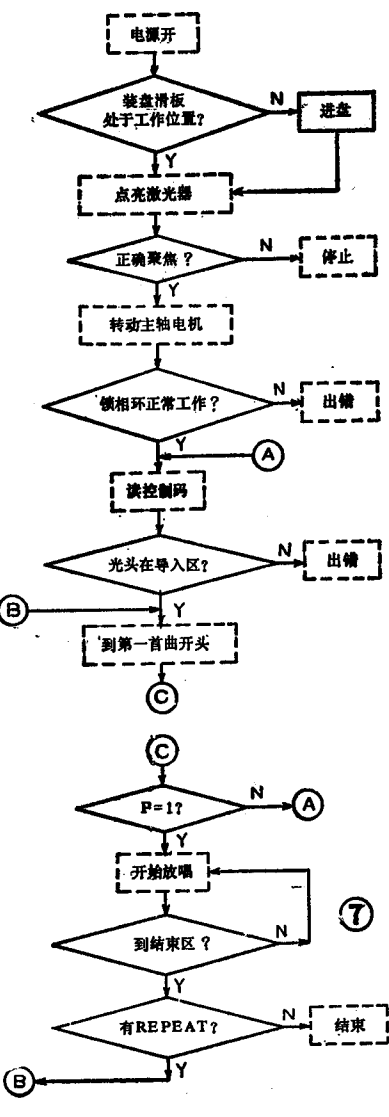 电源开
装盘滑板
处于工作位置?
N
进盘
Y
点亮激光器
正确聚焦?
N
停止
Y
转动主轴电机
锁相环正常工作?
N
出错
Y
A
读控制码
光头在导入区?
N
出错
B
Y
到第一首曲开头
C
C
P=1?
N
A
Y
开始放唱
7
到结束区?
N
Y
有REPEAT?
N
结束
Y
B